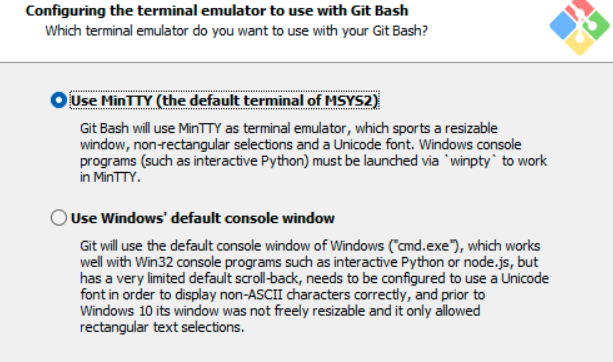 Configuring the terminal emulator to use with Git Bash
Which terminal emulator do you want to use with your Git Bash?
Use MinTTY (the default terminal of MSYS2)
Git Bash will use MinTTY as terminal emulator, which sports a resizable
window, non-rectangular selections and a Unicode font. Windows console
programs (such as interactive Python) must be launched via `winpty` to work
in MinTTY.
Use Windows' default console window
Git will use the default console window of Windows ("cmd.exe"), which works
well with Win32 console programs such as interactive Python or node.js, but
has a very limited default scroll-back, needs to be configured to use a Unicode
font in order to display non-ASCII characters correctly, and prior to
Windows 10 its window was not freely resizable and it only allowed
rectangular text selections.